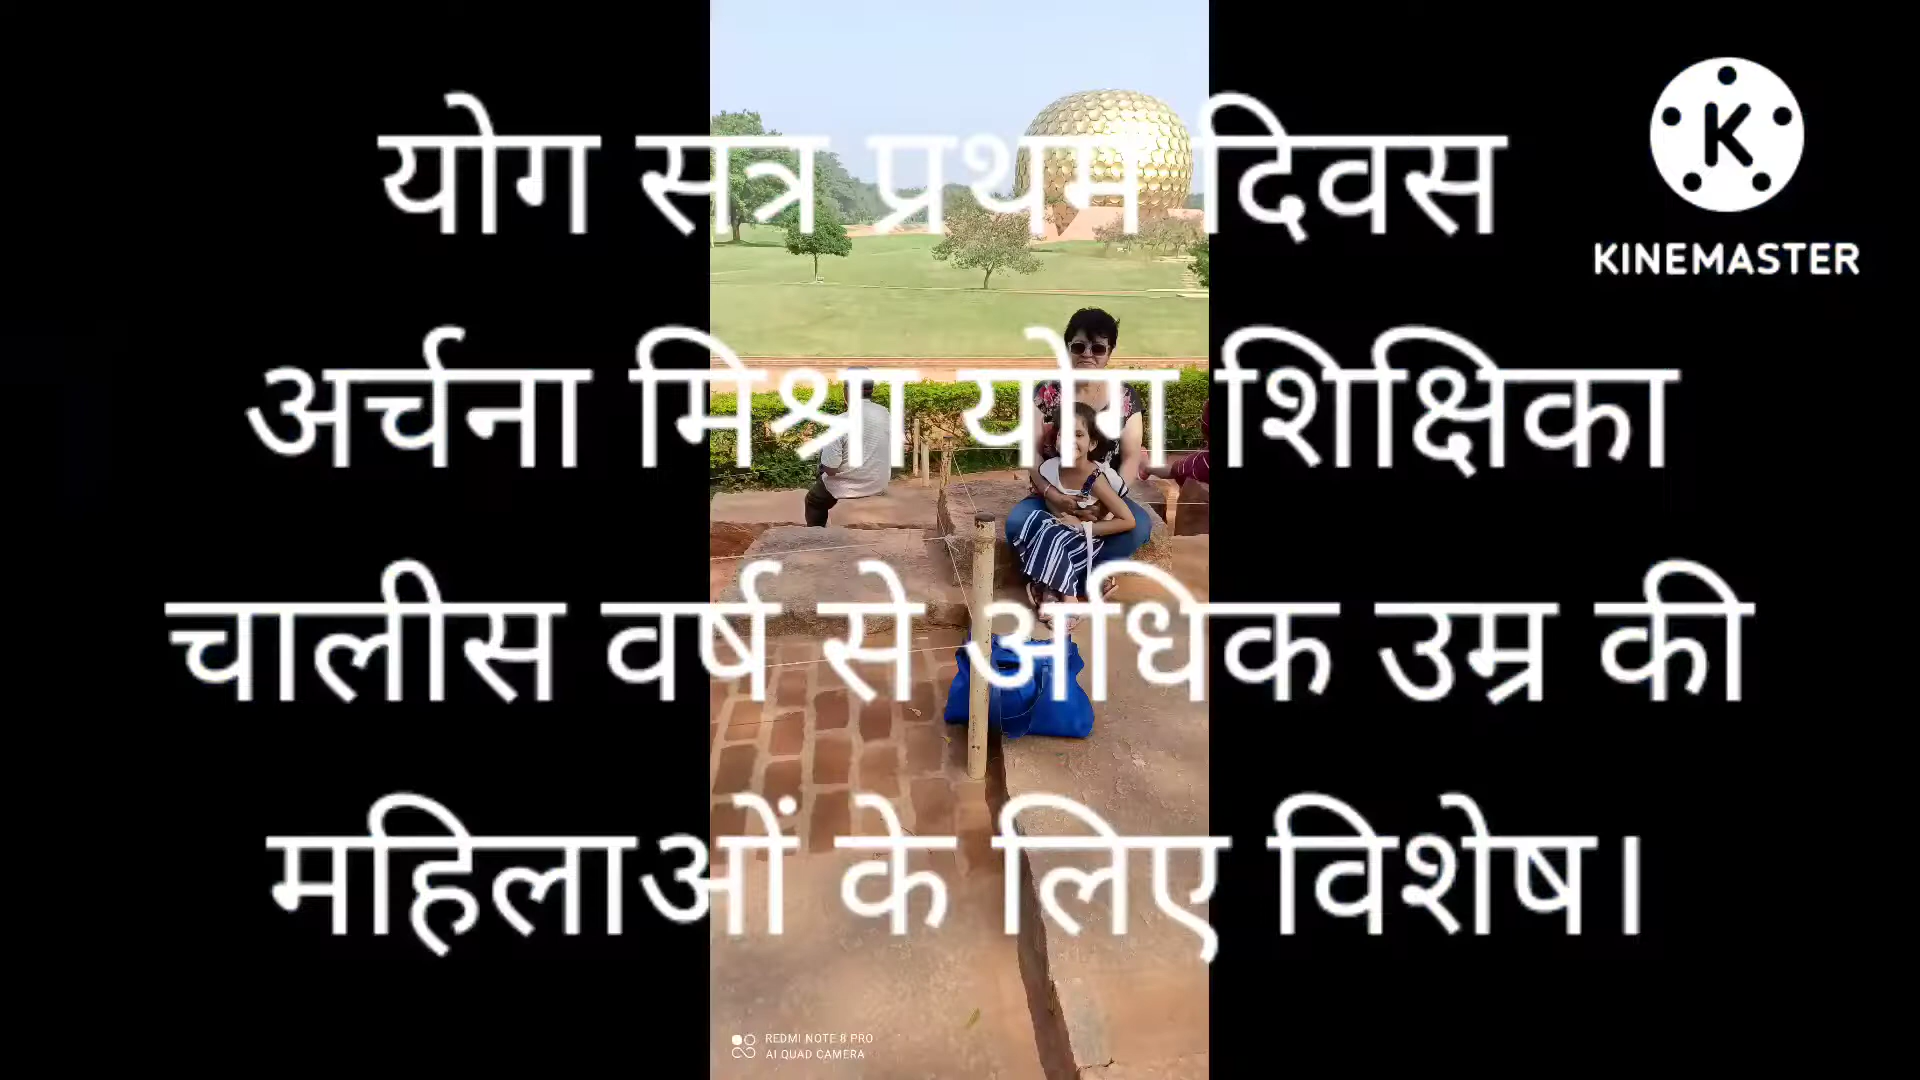 योग सत्र प्रथम दिवस
KINEMASTER
अर्चना मिश्रा योग शिक्षिका
चालीस वर्ष से अधिक उम्र की
महिलाओं के लिए विशेष।
REDMI NOTE 8 PRO
AI QUAD CAMERA